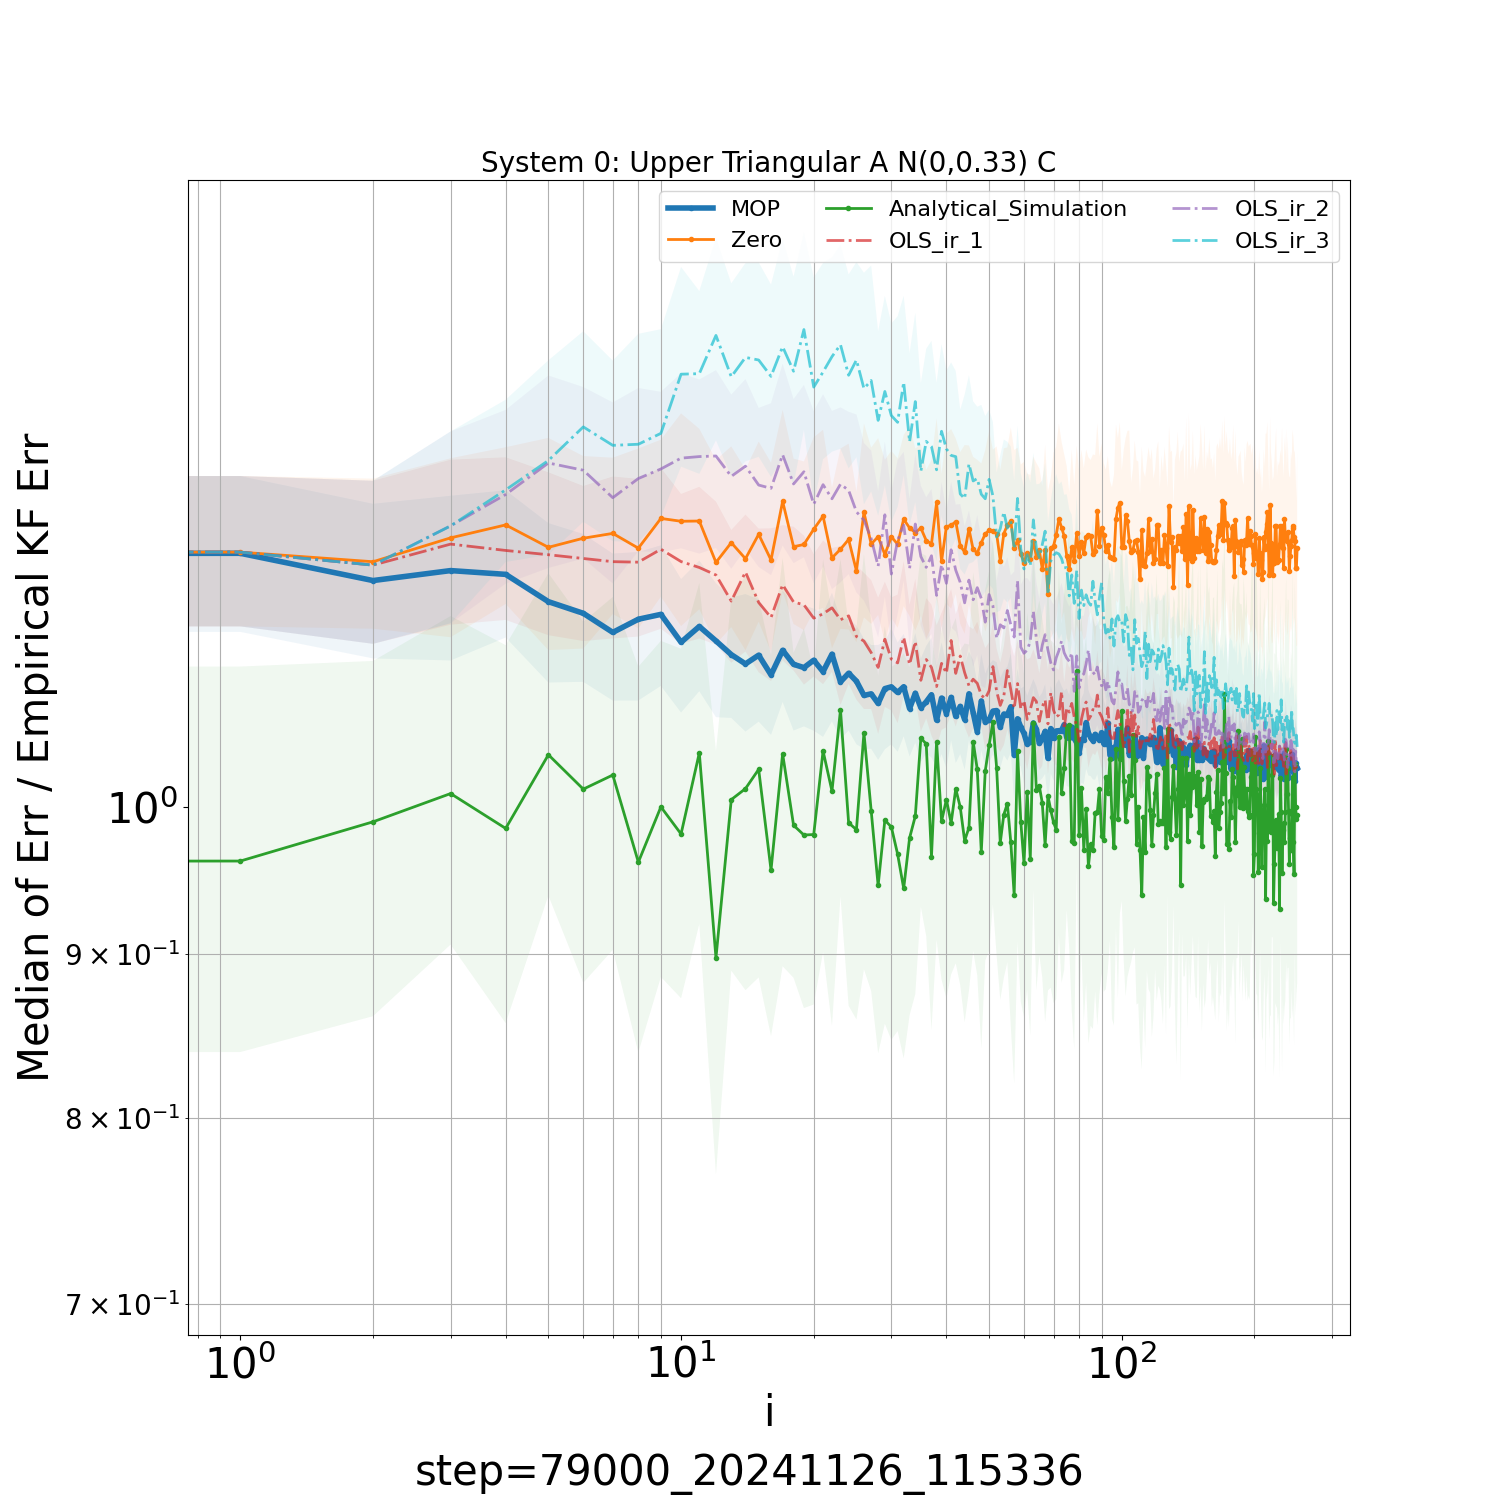 System 0: Upper Triangular A N(0,0.33) C
MOP
Zero
Analytical_Simulation
OLS_ir_1
OLS_ir_2
OLS_ir_3
Median of Err / Empirical KF Err
10⁰
9 × 10⁻¹
8 × 10⁻¹
7 × 10⁻¹
10⁰ 10¹ 10²
i
step=79000_20241126_115336